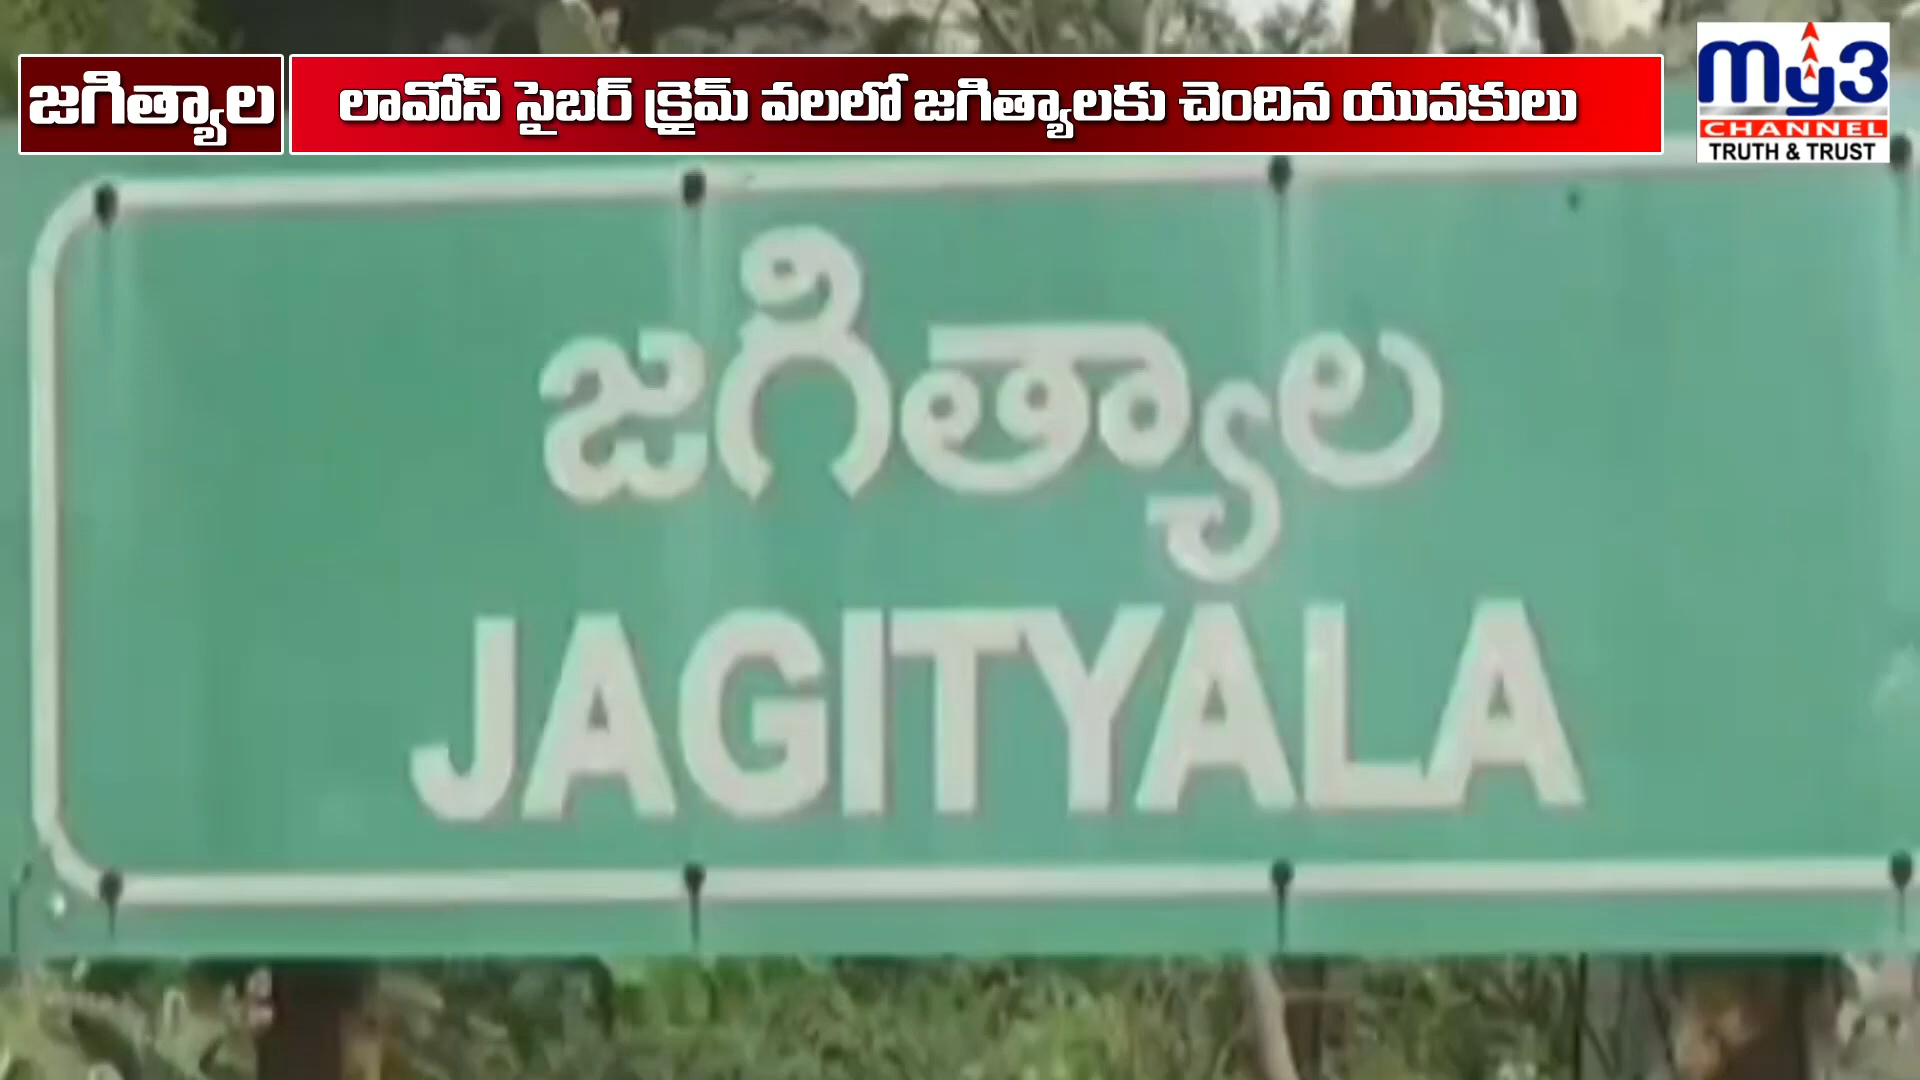 జగిత్యాల
లావోస్ సైబర్ క్రైమ్ వలలో జగిత్యాలకు చెందిన యువకులు
my3
CHANNEL
TRUTH & TRUST
జగిత్యాల
JAGITYALA